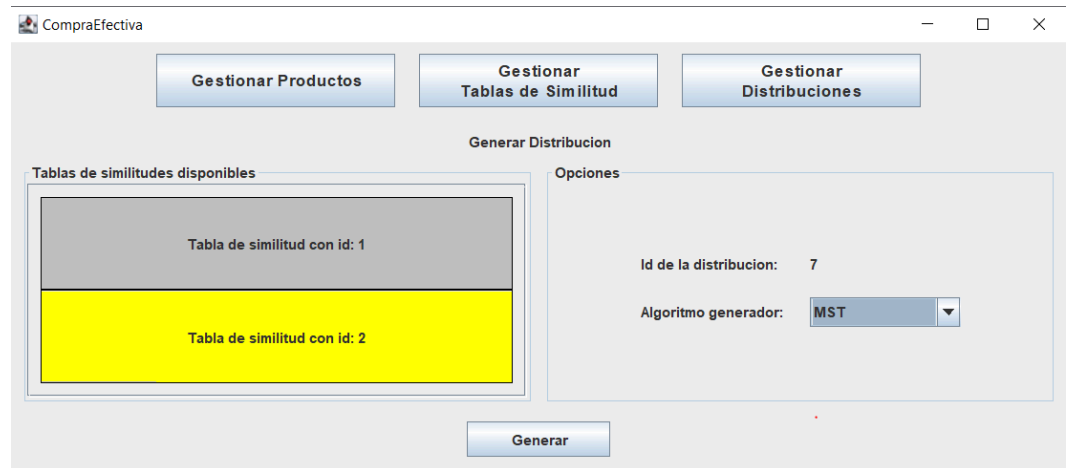 CompraEfectiva
Gestionar Productos
Gestionar
Tablas de Similitud
Gestionar
Distribuciones
Generar Distribucion
Tablas de similitudes disponibles
Tabla de similitud con id: 1
Tabla de similitud con id: 2
Opciones
Id de la distribucion: 7
Algoritmo generador: MST
Generar